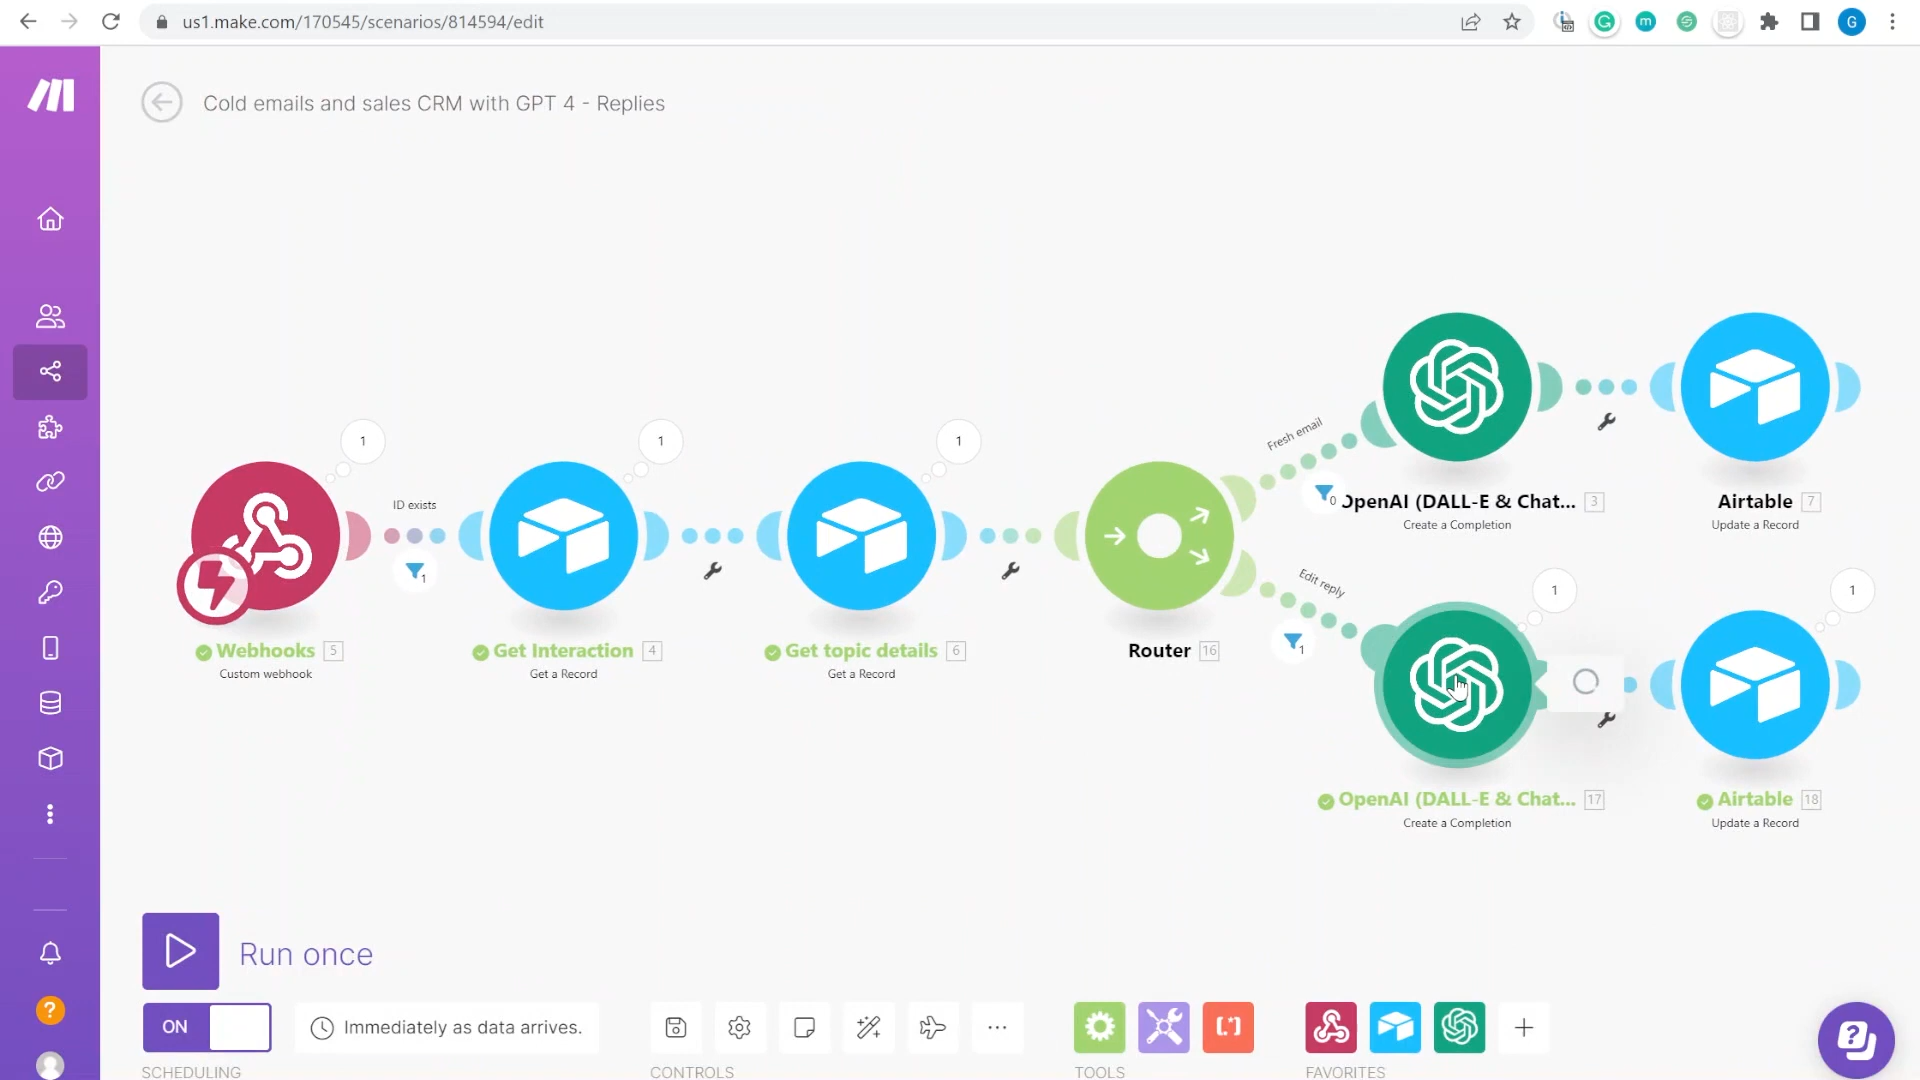 us1.make.com/170545/scenarios/814594/edit
G
m
Cold emails and sales CRM with GPT 4 - Replies
1
1
1
ID exists
1
Fresh email
0
OpenAI (DALL-E & Chat... 3
Create a Completion
Airtable 7
Update a Record
Edit reply
1
1
1
Webhooks 5
Custom webhook
Get Interaction 4
Get a Record
Get topic details 6
Get a Record
Router 16
OpenAI (DALL-E & Chat... 17
Create a Completion
Airtable 18
Update a Record
Run once
ON
Immediately as data arrives.
[.*]
?
?
SCHEDULING
CONTROLS
TOOLS
FAVORITES